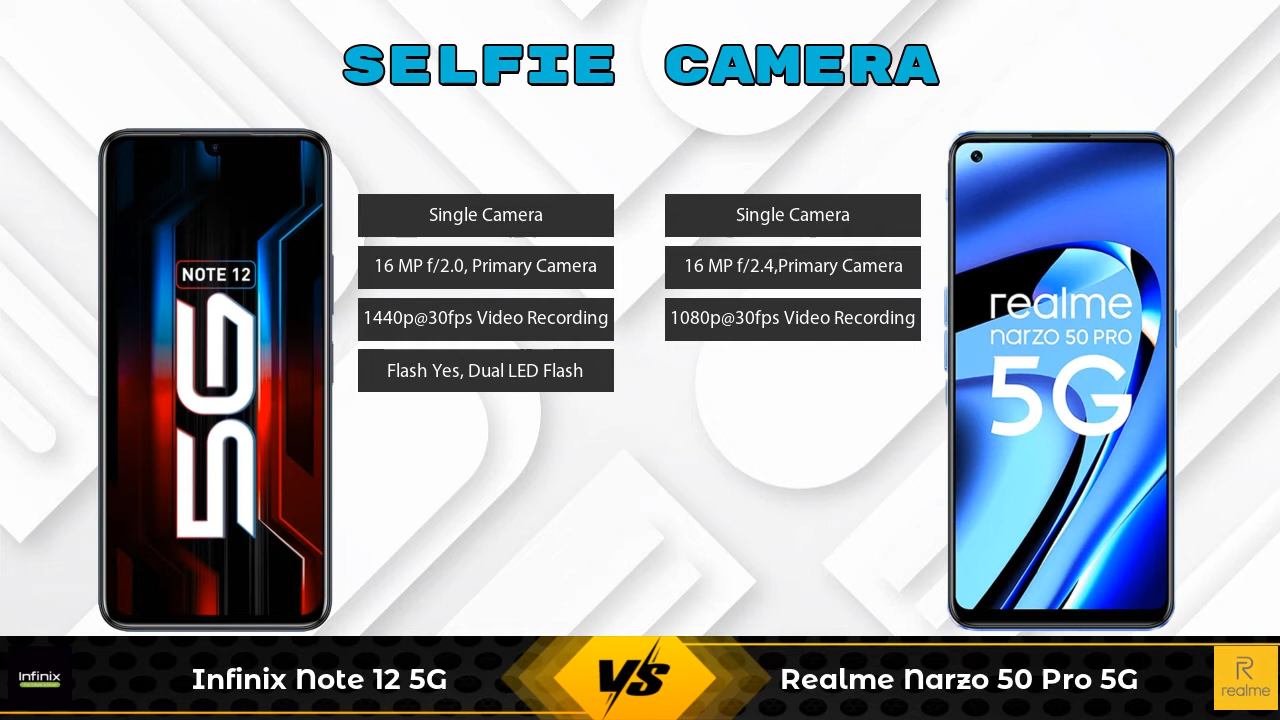 SELFIE CAMERA
NOTE 12
5G
Single Camera
16 MP f/2.0, Primary Camera
1440p@30fps Video Recording
Flash Yes, Dual LED Flash
Single Camera
16 MP f/2.4,Primary Camera
1080p@30fps Video Recording
realme
narzo 50 PRO
5G
Infinix
Infinix Note 12 5G
VS
Realme Narzo 50 Pro 5G
R
realme